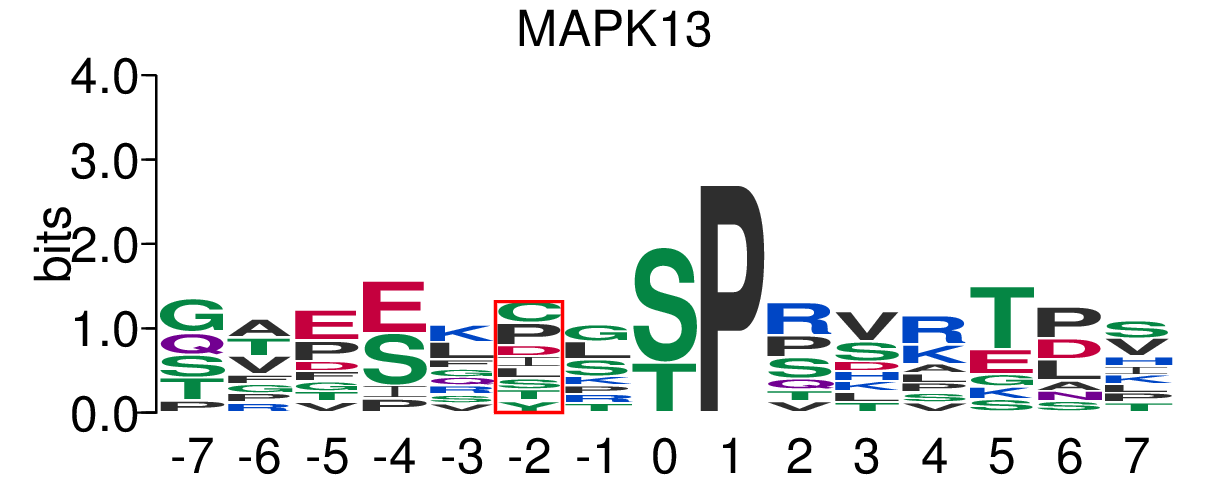 MAPK13
bits
4.0
3.0
2.0
1.0
0.0
G Q S T P
A T V F G P R
E P D F G T V
E S I P
K L F G Q R S V
C P D I L S T Y
G L S K R T
S T
P
R P S Q T V
V S D H K L T
R K A L P S V
T E G K S
P D L A N S
S V H I K L P T
-7 -6 -5 -4 -3 -2 -1 0 1 2 3 4 5 6 7